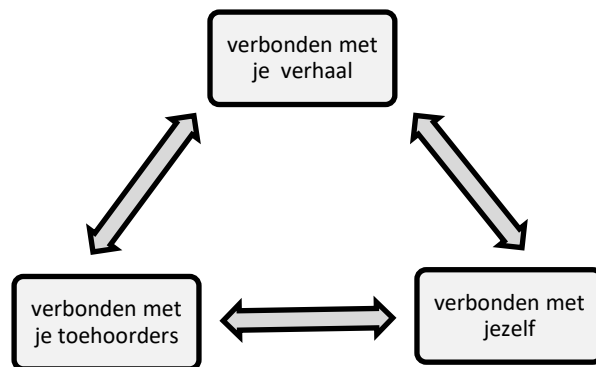 verbonden met
je verhaal
verbonden met
je toehoorders
verbonden met
jezelf